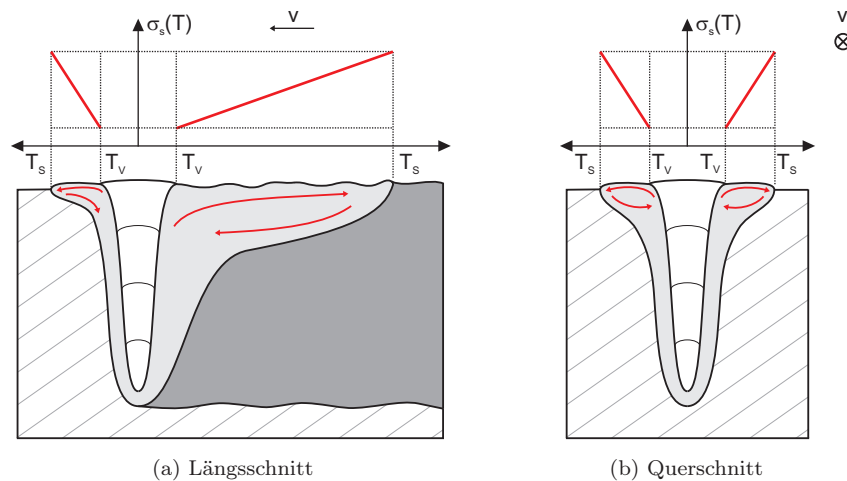 σs(T)
v
Ts Tv Tv Ts
(a) Längsschnitt
σs(T)
v
Ts Tv Tv Ts
(b) Querschnitt